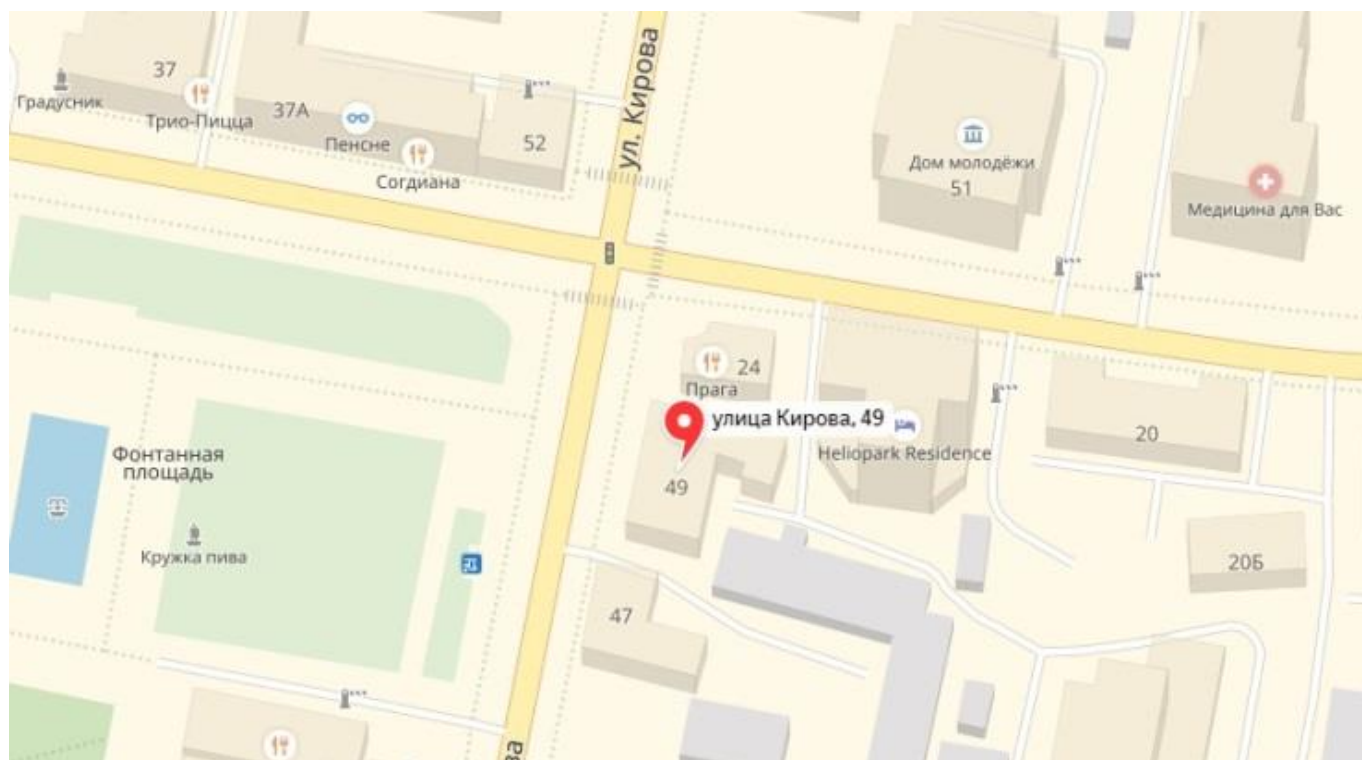 ул. Кирова
37
Градусник
Трио-Пицца
37А
Пенсне
52
Согдиана
Дом молодёжи
51
Медицина для Вас
24
Прага
улица Кирова, 49
Heliopark Residence
20
Фонтанная
площадь
49
Кружка пива
20Б
47
ва